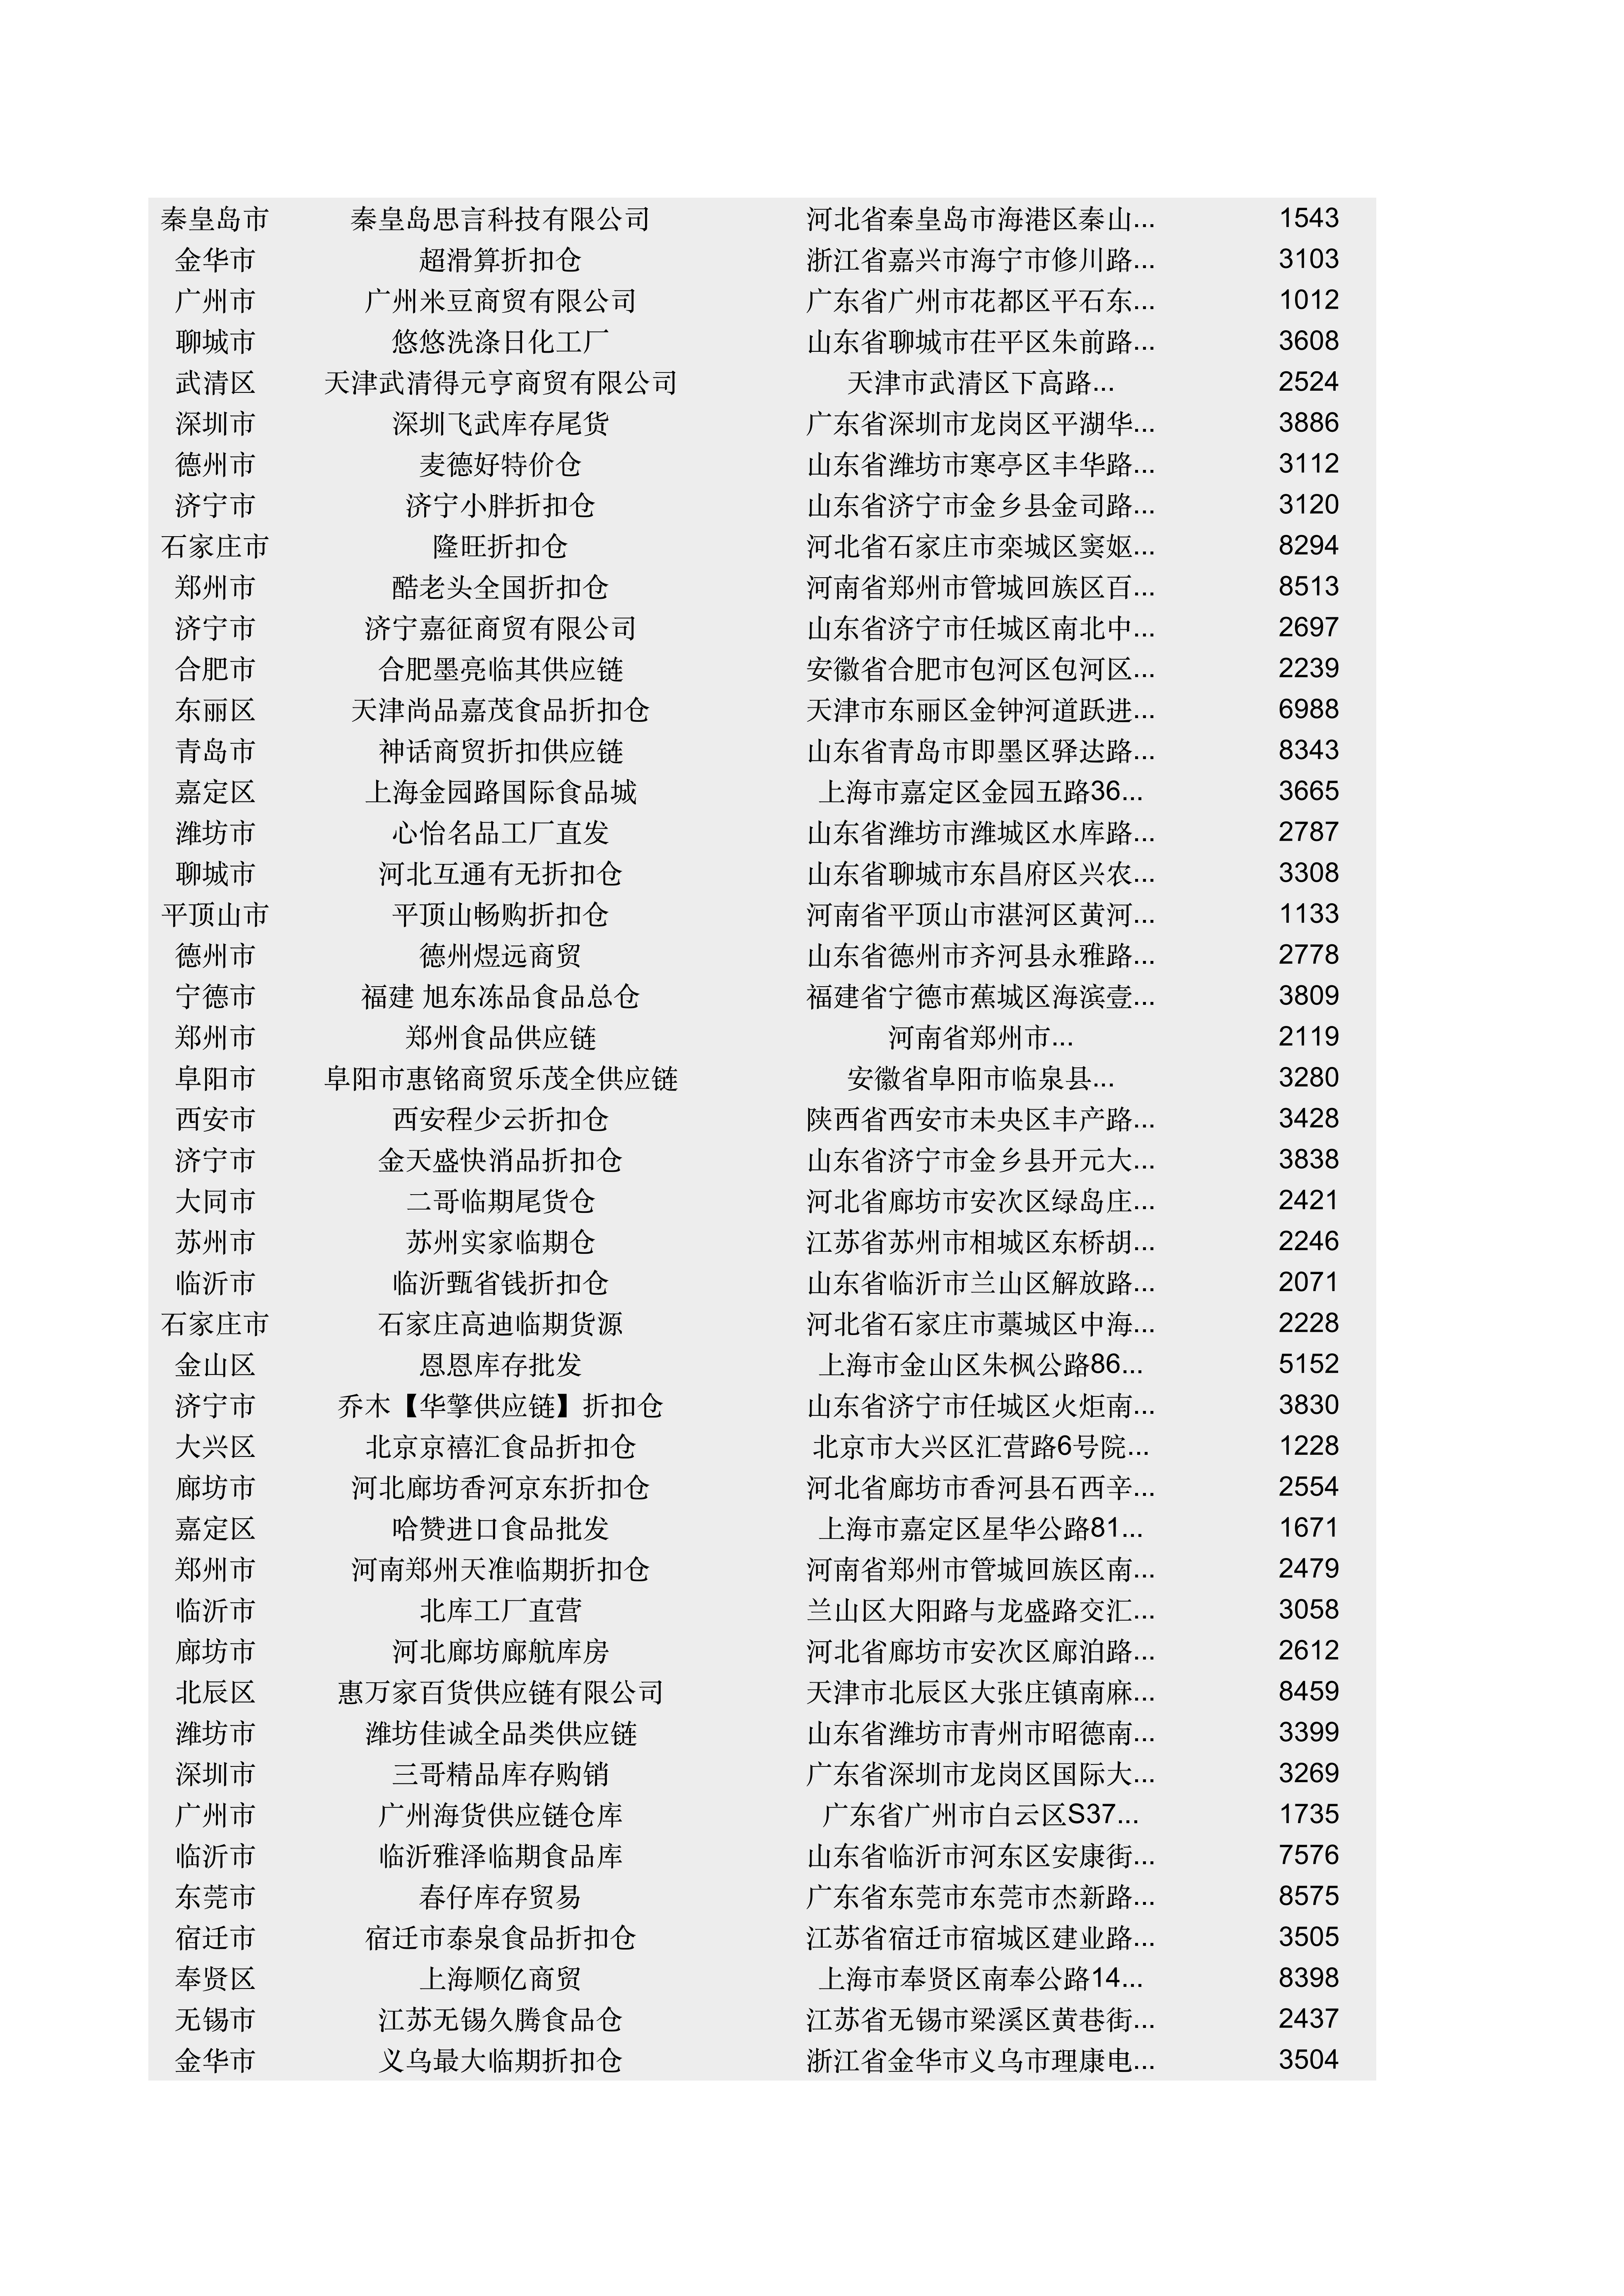 秦皇岛市 秦皇岛思言科技有限公司 河北省秦皇岛市海港区秦山... 1543
金华市 超滑算折扣仓 浙江省嘉兴市海宁市修川路... 3103
广州市 广州米豆商贸有限公司 广东省广州市花都区平石东... 1012
聊城市 悠悠洗涤日化工厂 山东省聊城市茌平区朱前路... 3608
武清区 天津武清得元亨商贸有限公司 天津市武清区下高路... 2524
深圳市 深圳飞武库存尾货 广东省深圳市龙岗区平湖华... 3886
德州市 麦德好特价仓 山东省潍坊市寒亭区丰华路... 3112
济宁市 济宁小胖折扣仓 山东省济宁市金乡县金司路... 3120
石家庄市 隆旺折扣仓 河北省石家庄市栾城区窦妪... 8294
郑州市 酷老头全国折扣仓 河南省郑州市管城回族区百... 8513
济宁市 济宁嘉征商贸有限公司 山东省济宁市任城区南北中... 2697
合肥市 合肥墨亮临其供应链 安徽省合肥市包河区包河区... 2239
东丽区 天津尚品嘉茂食品折扣仓 天津市东丽区金钟河道跃进... 6988
青岛市 神话商贸折扣供应链 山东省青岛市即墨区驿达路... 8343
嘉定区 上海金园路国际食品城 上海市嘉定区金园五路36... 3665
潍坊市 心怡名品工厂直发 山东省潍坊市潍城区水库路... 2787
聊城市 河北互通有无折扣仓 山东省聊城市东昌府区兴农... 3308
平顶山市 平顶山畅购折扣仓 河南省平顶山市湛河区黄河... 1133
德州市 德州煜远商贸 山东省德州市齐河县永雅路... 2778
宁德市 福建 旭东冻品食品总仓 福建省宁德市蕉城区海滨壹... 3809
郑州市 郑州食品供应链 河南省郑州市... 2119
阜阳市 阜阳市惠铭商贸乐茂全供应链 安徽省阜阳市临泉县... 3280
西安市 西安程少云折扣仓 陕西省西安市未央区丰产路... 3428
济宁市 金天盛快消品折扣仓 山东省济宁市金乡县开元大... 3838
大同市 二哥临期尾货仓 河北省廊坊市安次区绿岛庄... 2421
苏州市 苏州实家临期仓 江苏省苏州市相城区东桥胡... 2246
临沂市 临沂甄省钱折扣仓 山东省临沂市兰山区解放路... 2071
石家庄市 石家庄高迪临期货源 河北省石家庄市藁城区中海... 2228
金山区 恩恩库存批发 上海市金山区朱枫公路86... 5152
济宁市 乔木【华擎供应链】折扣仓 山东省济宁市任城区火炬南... 3830
大兴区 北京京禧汇食品折扣仓 北京市大兴区汇营路6号院... 1228
廊坊市 河北廊坊香河京东折扣仓 河北省廊坊市香河县石西辛... 2554
嘉定区 哈赞进口食品批发 上海市嘉定区星华公路81... 1671
郑州市 河南郑州天准临期折扣仓 河南省郑州市管城回族区南... 2479
临沂市 北库工厂直营 兰山区大阳路与龙盛路交汇... 3058
廊坊市 河北廊坊廊航库房 河北省廊坊市安次区廊泊路... 2612
北辰区 惠万家百货供应链有限公司 天津市北辰区大张庄镇南麻... 8459
潍坊市 潍坊佳诚全品类供应链 山东省潍坊市青州市昭德南... 3399
深圳市 三哥精品库存购销 广东省深圳市龙岗区国际大... 3269
广州市 广州海货供应链仓库 广东省广州市白云区S37... 1735
临沂市 临沂雅泽临期食品库 山东省临沂市河东区安康街... 7576
东莞市 春仔库存贸易 广东省东莞市东莞市杰新路... 8575
宿迁市 宿迁市泰泉食品折扣仓 江苏省宿迁市宿城区建业路... 3505
奉贤区 上海顺亿商贸 上海市奉贤区南奉公路14... 8398
无锡市 江苏无锡久腾食品仓 江苏省无锡市梁溪区黄巷街... 2437
金华市 义乌最大临期折扣仓 浙江省金华市义乌市理康电... 3504